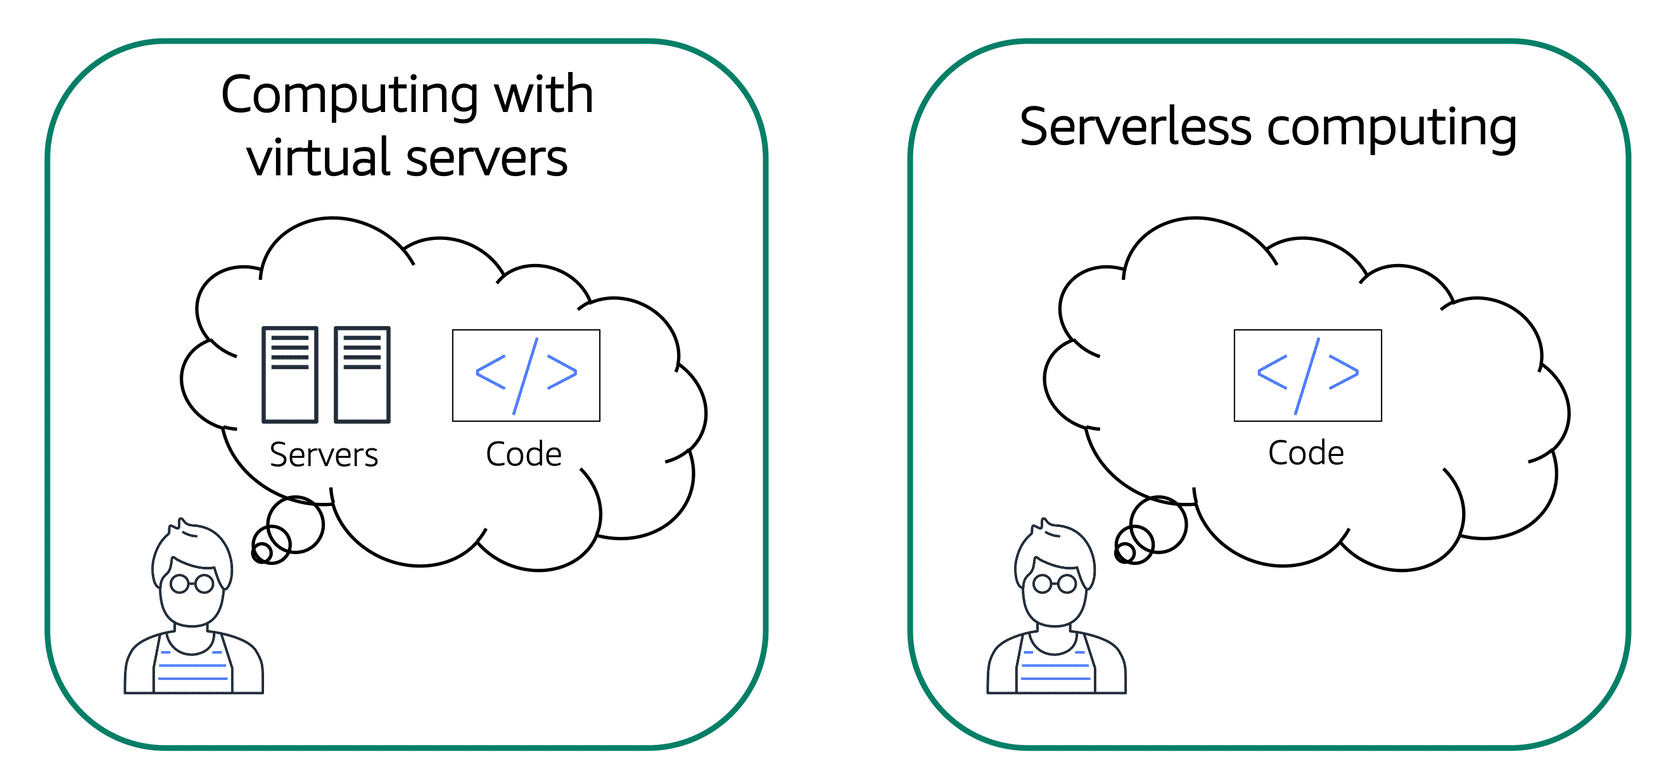 Computing with
virtual servers
Servers
Code
Serverless computing
Code